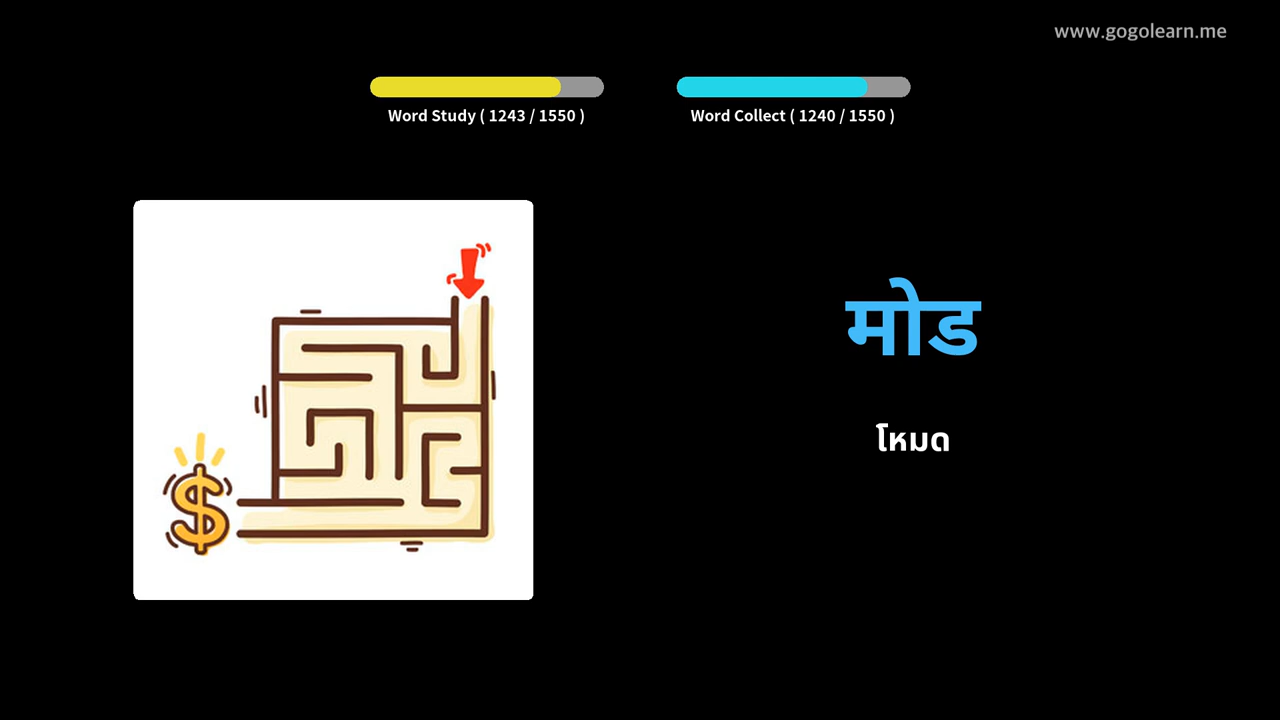 www.gogolearn.me
Word Study ( 1243 / 1550 )
Word Collect ( 1240 / 1550 )
मोड
โหมด
$